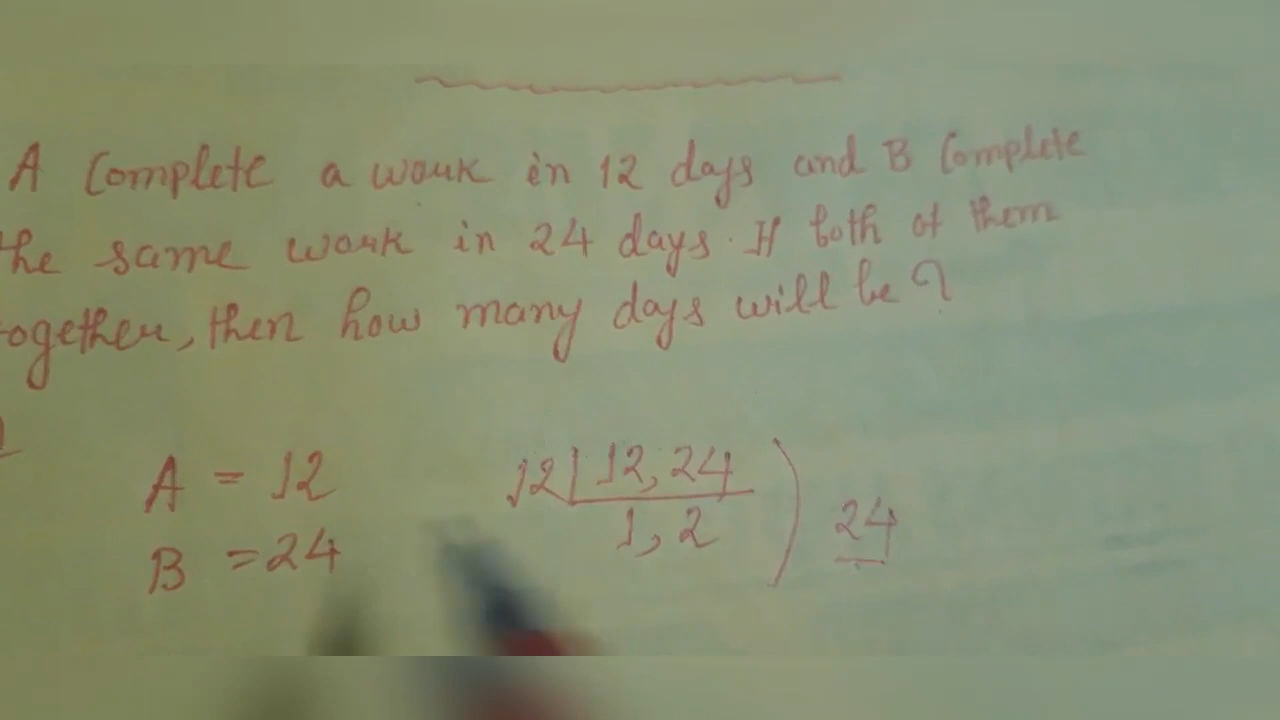 A Complete a work in 12 days and B Complete
the same work in 24 days. If both of them
together, then how many days will be ?
A = 12
B = 24
12 | 12, 24
1, 2
) 24